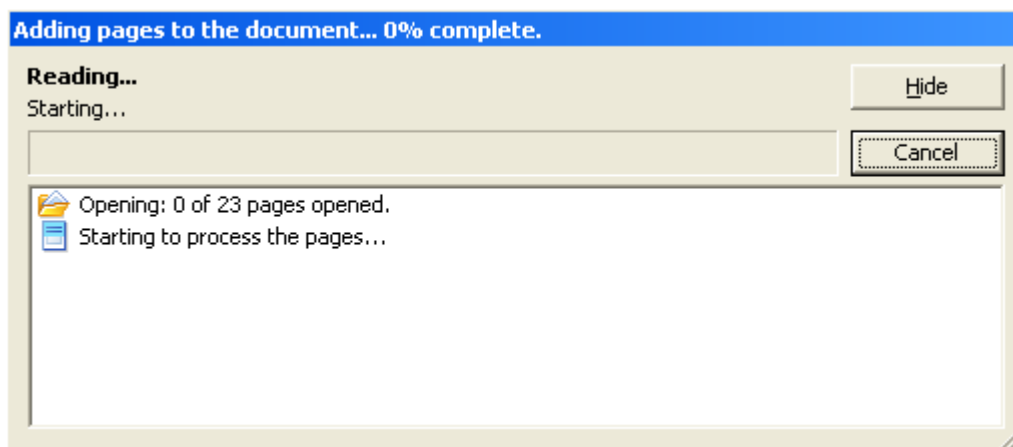 Adding pages to the document... 0% complete.
Reading...
Hide
Starting...
Cancel
Opening: 0 of 23 pages opened.
Starting to process the pages...